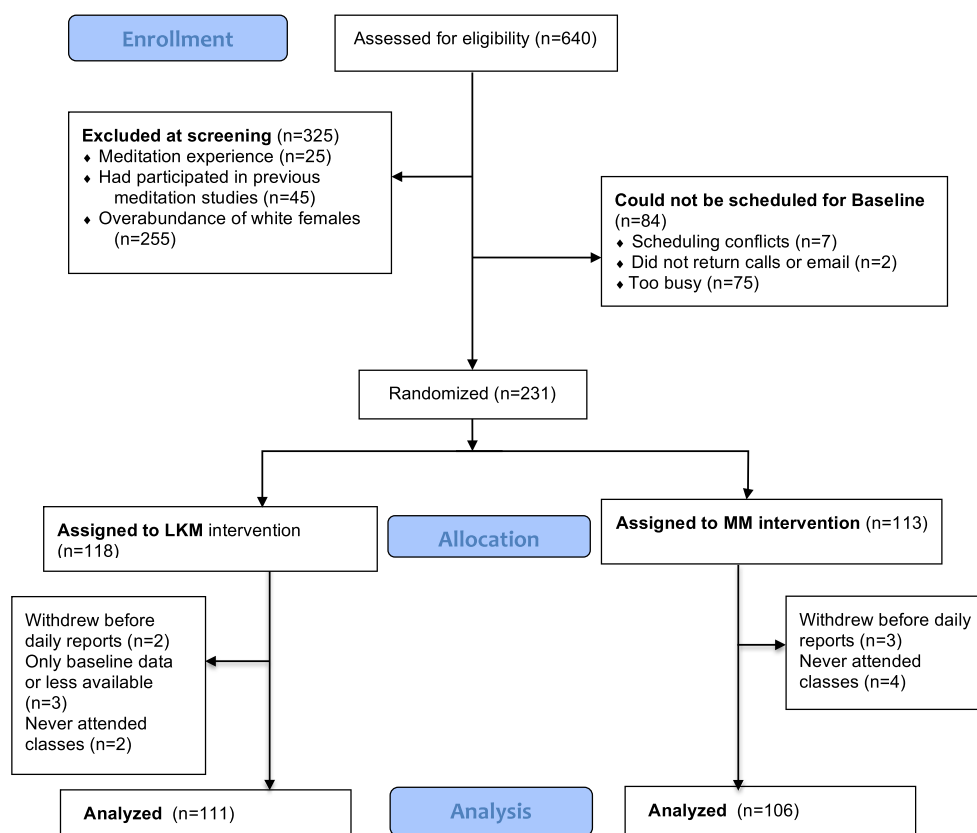 Enrollment
Assessed for eligibility (n=640)
Excluded at screening (n=325)
♦ Meditation experience (n=25)
♦ Had participated in previous
meditation studies (n=45)
♦ Overabundance of white females
(n=255)
Could not be scheduled for Baseline
(n=84)
♦ Scheduling conflicts (n=7)
♦ Did not return calls or email (n=2)
♦ Too busy (n=75)
Randomized (n=231)
Assigned to LKM intervention
(n=118)
Allocation
Assigned to MM intervention (n=113)
Withdrew before
daily reports (n=2)
Only baseline data
or less available
(n=3)
Never attended
classes (n=2)
Withdrew before daily
reports (n=3)
Never attended
classes (n=4)
Analyzed (n=111)
Analysis
Analyzed (n=106)